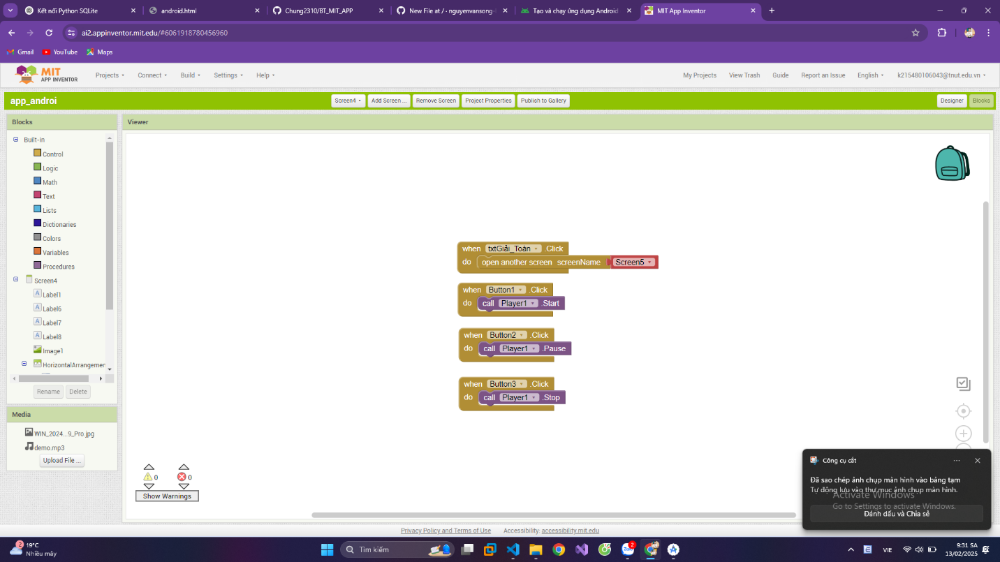 Kết nối Python SQLite
android.html
Chung2310/BT_MIT_APP
New File at / · nguyenvansong
Tạo và chạy ứng dụng Android
MIT App Inventor
ai2.appinventor.mit.edu/#6061918780456960
Gmail YouTube Maps
MIT APP INVENTOR
Projects Connect Build Settings Help
My Projects View Trash Guide Report an Issue English k215480106043@tnut.edu.vn
app_androi
Screen4 Add Screen ... Remove Screen Project Properties Publish to Gallery
Designer Blocks
Blocks
Viewer
Built-in
Control
Logic
Math
Text
Lists
Dictionaries
Colors
Variables
Procedures
Screen4
Label1
Label6
Label7
Label8
Image1
HorizontalArrangemen
Rename Delete
Media
WIN_2024...9_Pro.jpg
demo.mp3
Upload File ...
when txtGiải_Toán .Click
do open another screen screenName Screen5
when Button1 .Click
do call Player1 .Start
when Button2 .Click
do call Player1 .Pause
when Button3 .Click
do call Player1 .Stop
0 0
Show Warnings
Công cụ cắt
Đã sao chép ảnh chụp màn hình vào bảng tạm
Tự động lưu vào thư mục ảnh chụp màn hình.
Activate Windows
Go to Settings to activate Windows.
Đánh dấu và Chia sẻ
Privacy Policy and Terms of Use Accessibility: accessibility.mit.edu
2
19°C
Nhiều mây
Tìm kiếm
Zalo
2
VIE
9:31 SA
13/02/2025